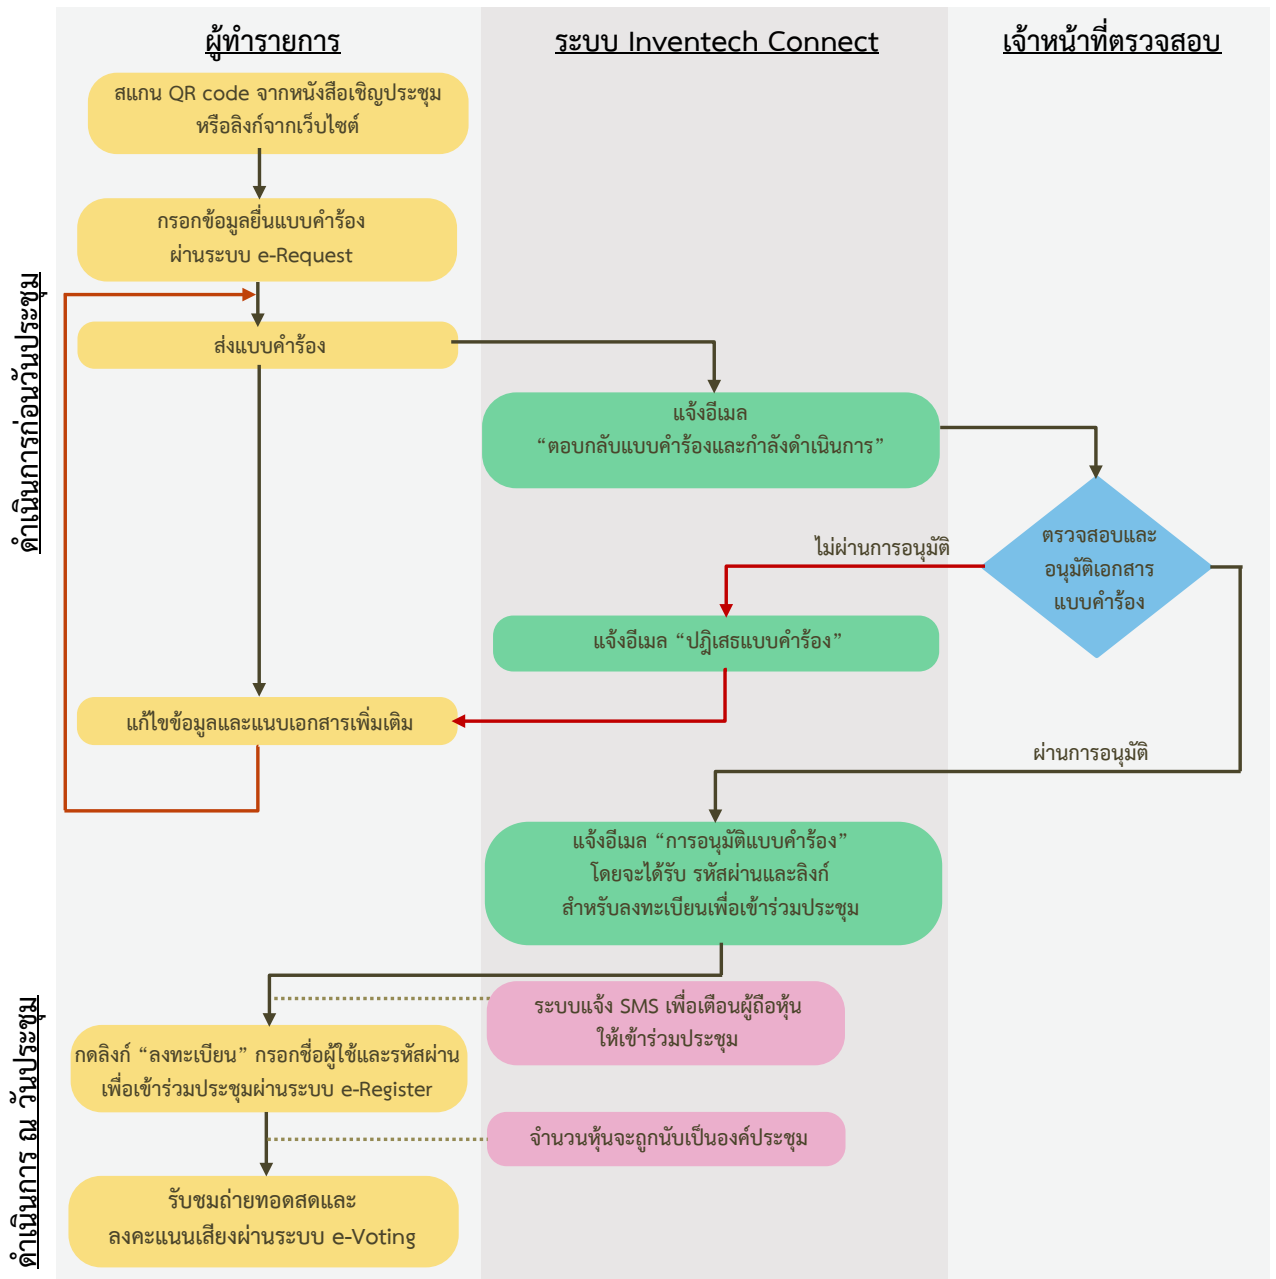 ผู้ทำรายการ
ระบบ Inventech Connect
เจ้าหน้าที่ตรวจสอบ
ดำเนินการก่อนวันประชุม
สแกน QR code จากหนังสือเชิญประชุม
หรือลิงก์จากเว็บไซต์
กรอกข้อมูลยื่นแบบคำร้อง
ผ่านระบบ e-Request
ส่งแบบคำร้อง
แจ้งอีเมล
“ตอบกลับแบบคำร้องและกำลังดำเนินการ”
ตรวจสอบและ
อนุมัติเอกสาร
แบบคำร้อง
ไม่ผ่านการอนุมัติ
แจ้งอีเมล “ปฎิเสธแบบคำร้อง”
แก้ไขข้อมูลและแนบเอกสารเพิ่มเติม
ผ่านการอนุมัติ
แจ้งอีเมล “การอนุมัติแบบคำร้อง”
โดยจะได้รับ รหัสผ่านและลิงก์
สำหรับลงทะเบียนเพื่อเข้าร่วมประชุม
ดำเนินการ ณ วันประชุม
ระบบแจ้ง SMS เพื่อเตือนผู้ถือหุ้น
ให้เข้าร่วมประชุม
กดลิงก์ “ลงทะเบียน” กรอกชื่อผู้ใช้และรหัสผ่าน
เพื่อเข้าร่วมประชุมผ่านระบบ e-Register
จำนวนหุ้นจะถูกนับเป็นองค์ประชุม
รับชมถ่ายทอดสดและ
ลงคะแนนเสียงผ่านระบบ e-Voting